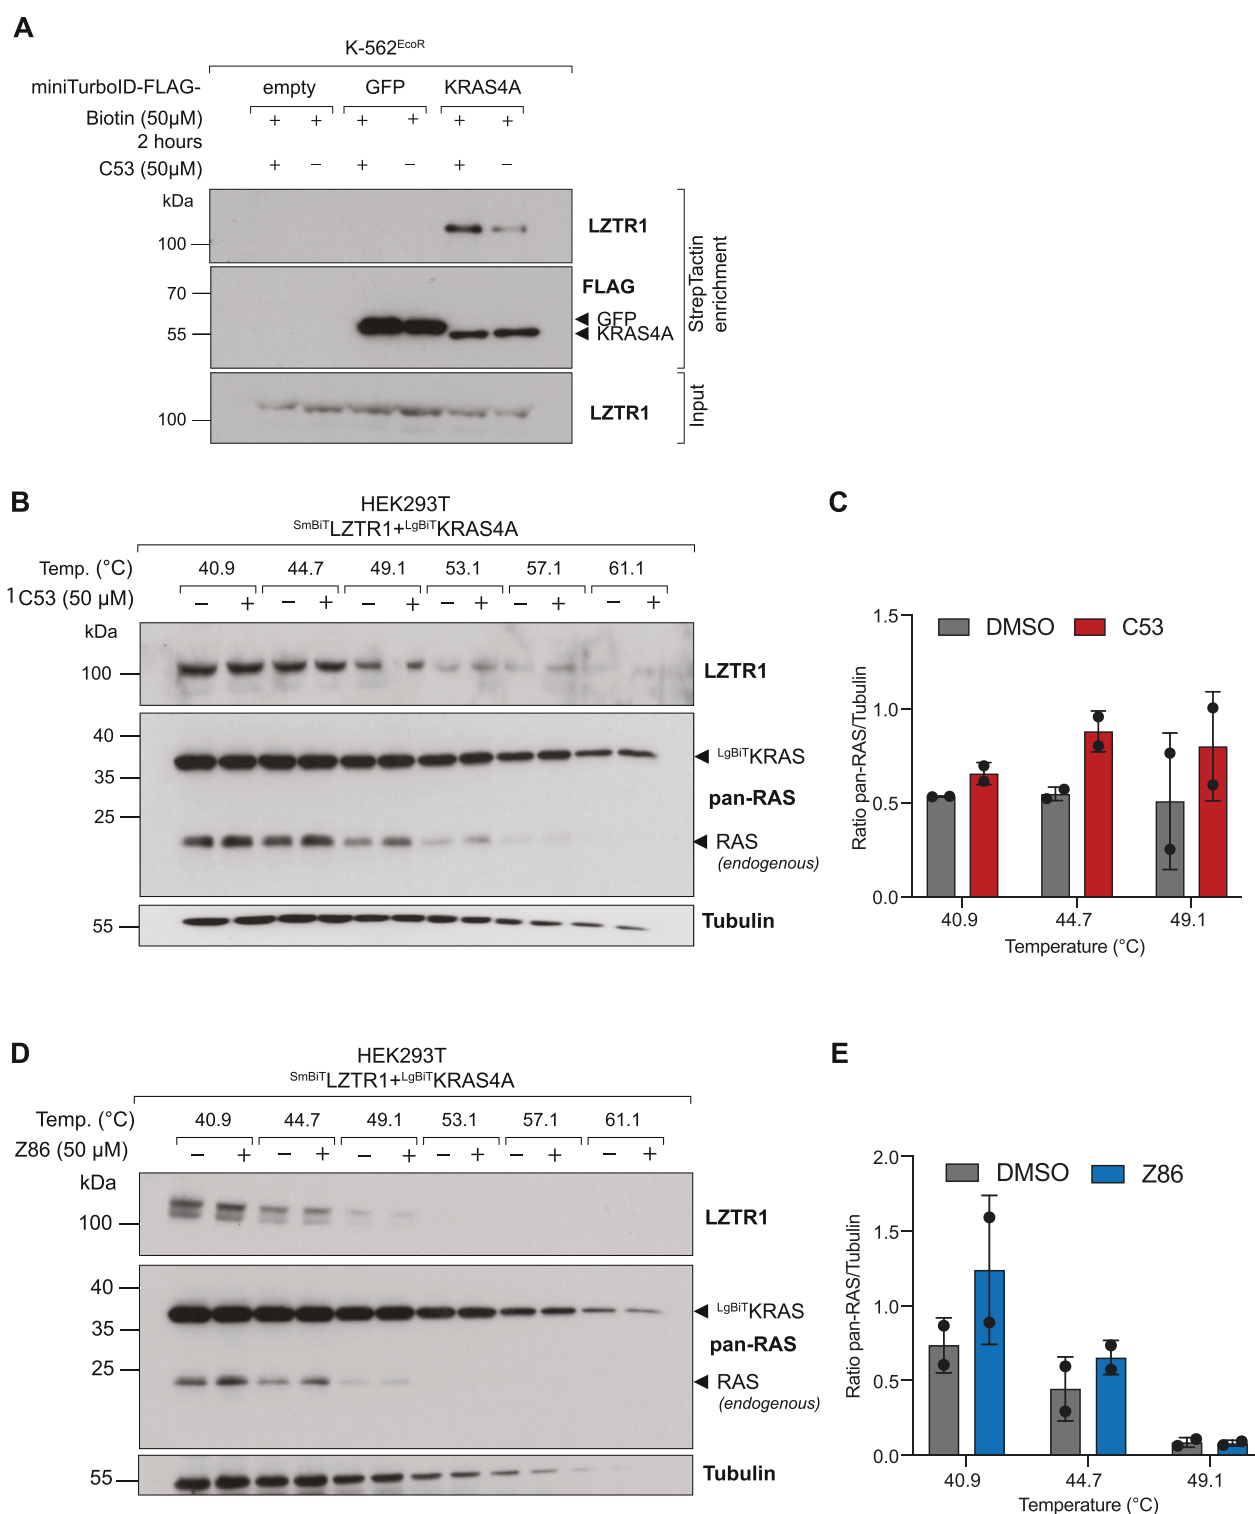 A
K-562EcoR
miniTurboID-FLAG- empty GFP KRAS4A
Biotin (50µM) + + + + + +
2 hours
C53 (50µM) + − + − + −
kDa
LZTR1
100
70
FLAG
GFP
55
KRAS4A
StrepTactin
enrichment
100
LZTR1
Input
B
HEK293T
SmBiTLZTR1+LgBiTKRAS4A
Temp. (°C) 40.9 44.7 49.1 53.1 57.1 61.1
1C53 (50 µM) − + − + − + − + − + − +
kDa
100
LZTR1
40
LgBiTKRAS
35
pan-RAS
25
RAS
(endogenous)
55
Tubulin
C
1.5
DMSO C53
1.0
0.5
0.0
Ratio pan-RAS/Tubulin
40.9 44.7 49.1
Temperature (°C)
D
HEK293T
SmBiTLZTR1+LgBiTKRAS4A
Temp. (°C) 40.9 44.7 49.1 53.1 57.1 61.1
Z86 (50 µM) − + − + − + − + − + − +
kDa
100
LZTR1
40
LgBiTKRAS
35
pan-RAS
25
RAS
(endogenous)
55
Tubulin
E
2.0
DMSO Z86
1.5
1.0
0.5
0.0
Ratio pan-RAS/Tubulin
40.9 44.7 49.1
Temperature (°C)